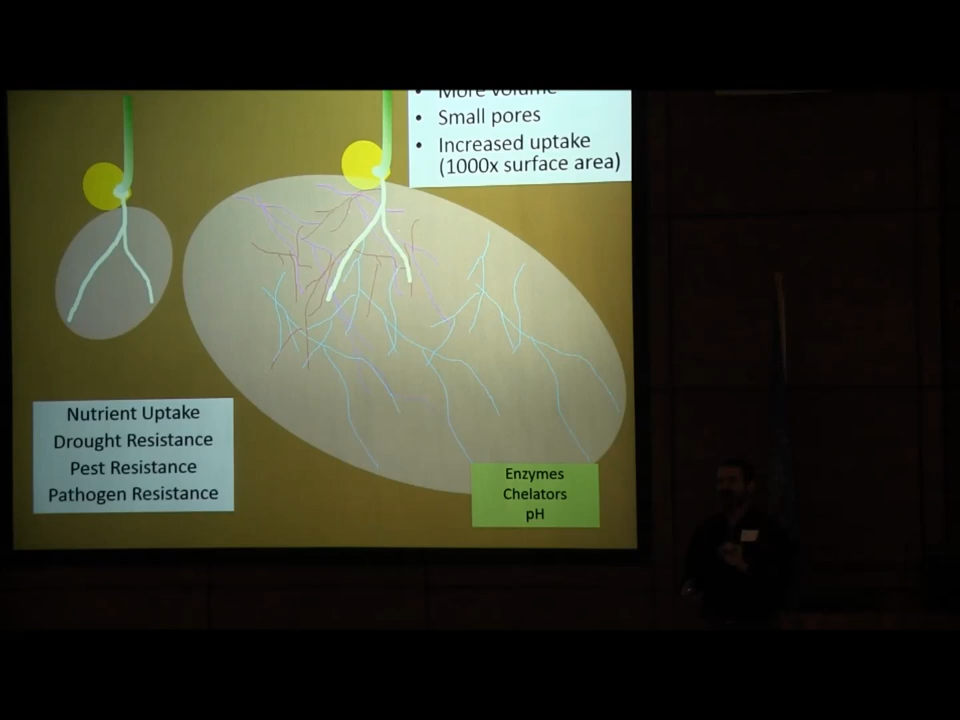 • More volume
• Small pores
• Increased uptake
(1000x surface area)
Nutrient Uptake
Drought Resistance
Pest Resistance
Pathogen Resistance
Enzymes
Chelators
pH